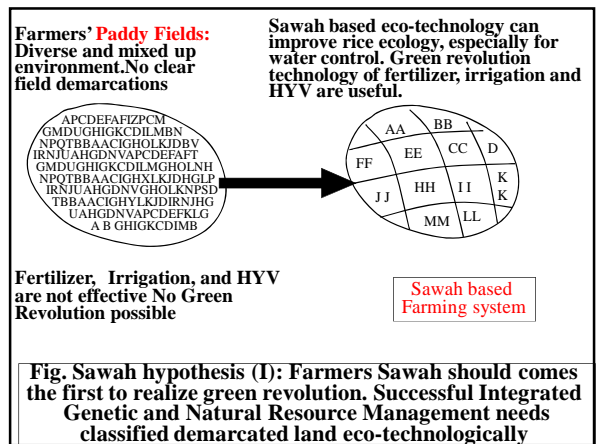 Farmers' Paddy Fields:
Diverse and mixed up
environment.No clear
field demarcations
Sawah based eco-technology can
improve rice ecology, especially for
water control. Green revolution
technology of fertilizer, irrigation and
HYV are useful.
APCDEFAFIZPCM
GMDUGHIGKCDILMBN
NPQTBBAACIGHOLKJDBV
IRNJUAHGDNVAPCDEFAFT
GMDUGHIGKCDILMGHOLNH
NPQTBBAACIGHXLKJDHGLP
IRNJUAHGDNVGHOLKNPSD
TBBAACIGHYLKJDIRNJHG
UAHGDNVAPCDEFKLG
A B GHIGKCDIMB
AA
BB
FF
EE
CC
D
J J
HH
I I
K
K
MM
LL
Fertilizer, Irrigation, and HYV
are not effective No Green
Revolution possible
Sawah based
Farming system
Fig. Sawah hypothesis (I): Farmers Sawah should comes
the first to realize green revolution. Successful Integrated
Genetic and Natural Resource Management needs
classified demarcated land eco-technologically